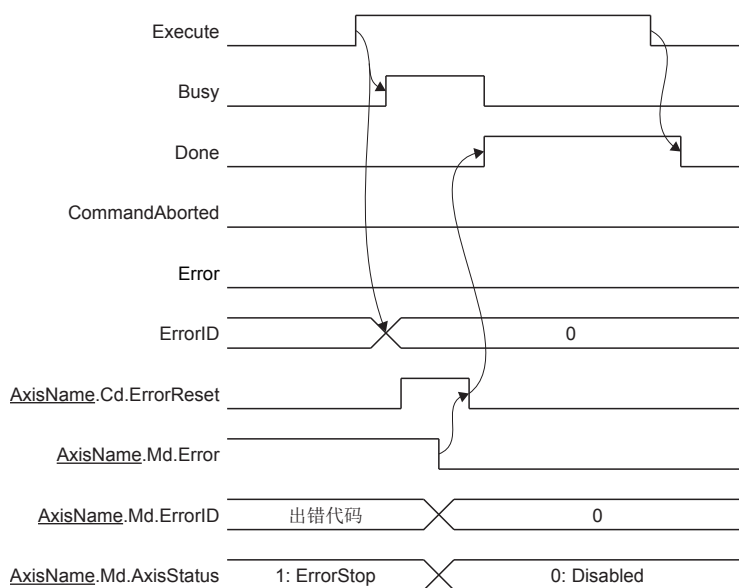 Execute
Busy
Done
CommandAborted
Error
ErrorID 0
AxisName.Cd.ErrorReset
AxisName.Md.Error
AxisName.Md.ErrorID 出错代码 0
AxisName.Md.AxisStatus 1: ErrorStop 0: Disabled